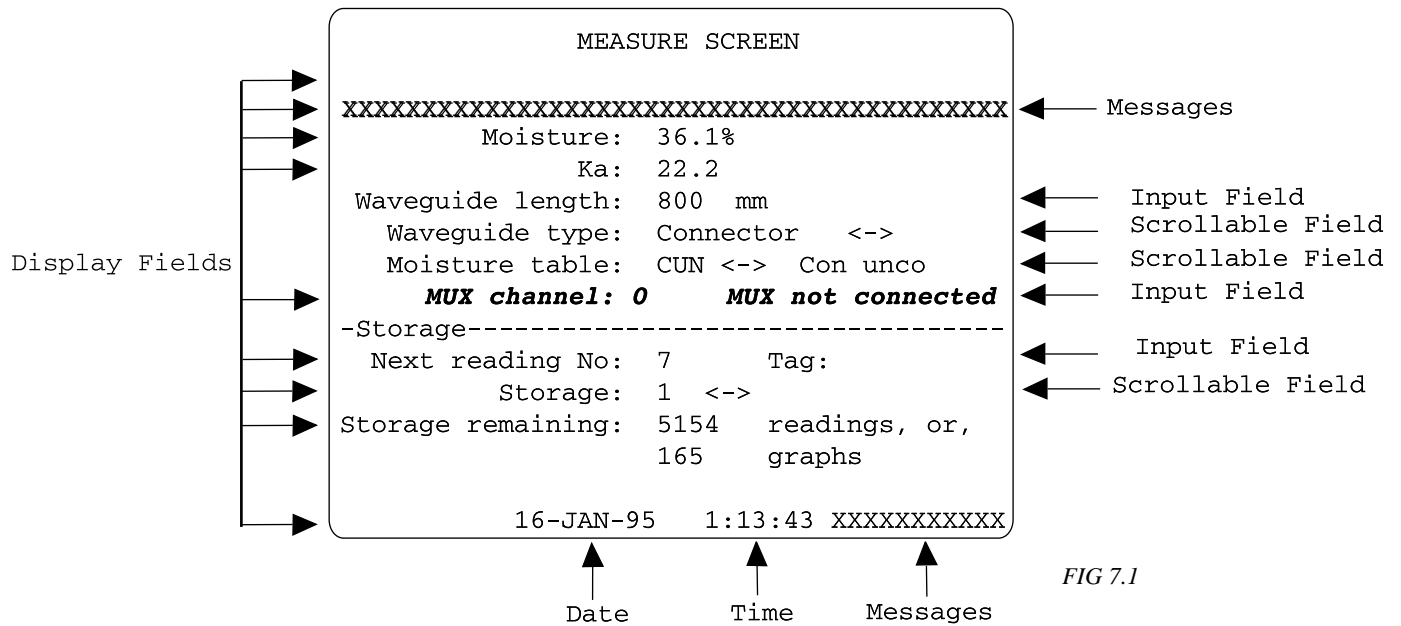 MEASURE SCREEN
XXXXXXXXXXXXXXXXXXXXXXXXXXXXXXXXXXXXXXXXXX Messages
Moisture: 36.1%
Ka: 22.2
Waveguide length: 800 mm Input Field
Waveguide type: Connector <-> Scrollable Field
Display Fields Moisture table: CUN <-> Con unco Scrollable Field
MUX channel: 0 MUX not connected Input Field
-Storage----------------------------------
Next reading No: 7 Tag: Input Field
Storage: 1 <-> Scrollable Field
Storage remaining: 5154 readings, or,
165 graphs
16-JAN-95 1:13:43 XXXXXXXXXXX
FIG 7.1
Date Time Messages